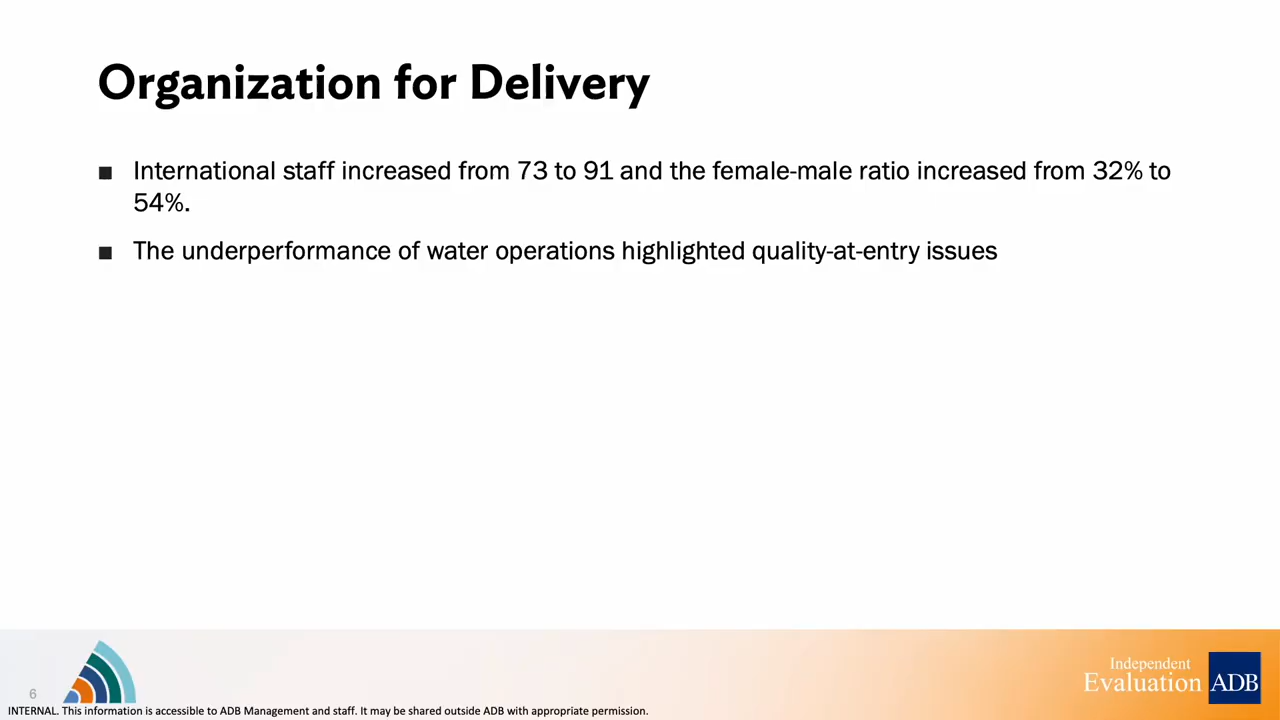 Organization for Delivery
■ International staff increased from 73 to 91 and the female-male ratio increased from 32% to
54%.
■ The underperformance of water operations highlighted quality-at-entry issues
Independent
Evaluation ADB
6
INTERNAL. This information is accessible to ADB Management and staff. It may be shared outside ADB with appropriate permission.